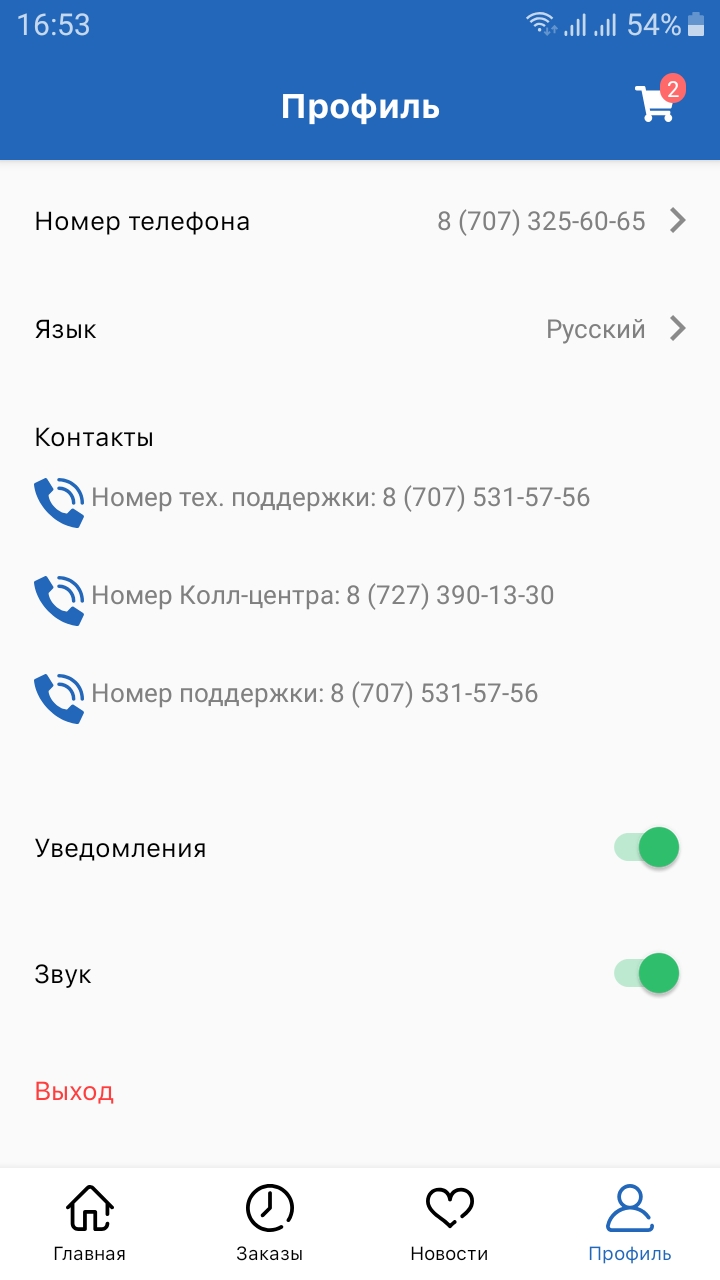 16:53
54%
Профиль
2
Номер телефона 8 (707) 325-60-65
Язык Русский
Контакты
Номер тех. поддержки: 8 (707) 531-57-56
Номер Колл-центра: 8 (727) 390-13-30
Номер поддержки: 8 (707) 531-57-56
Уведомления
Звук
Выход
Главная Заказы Новости Профиль